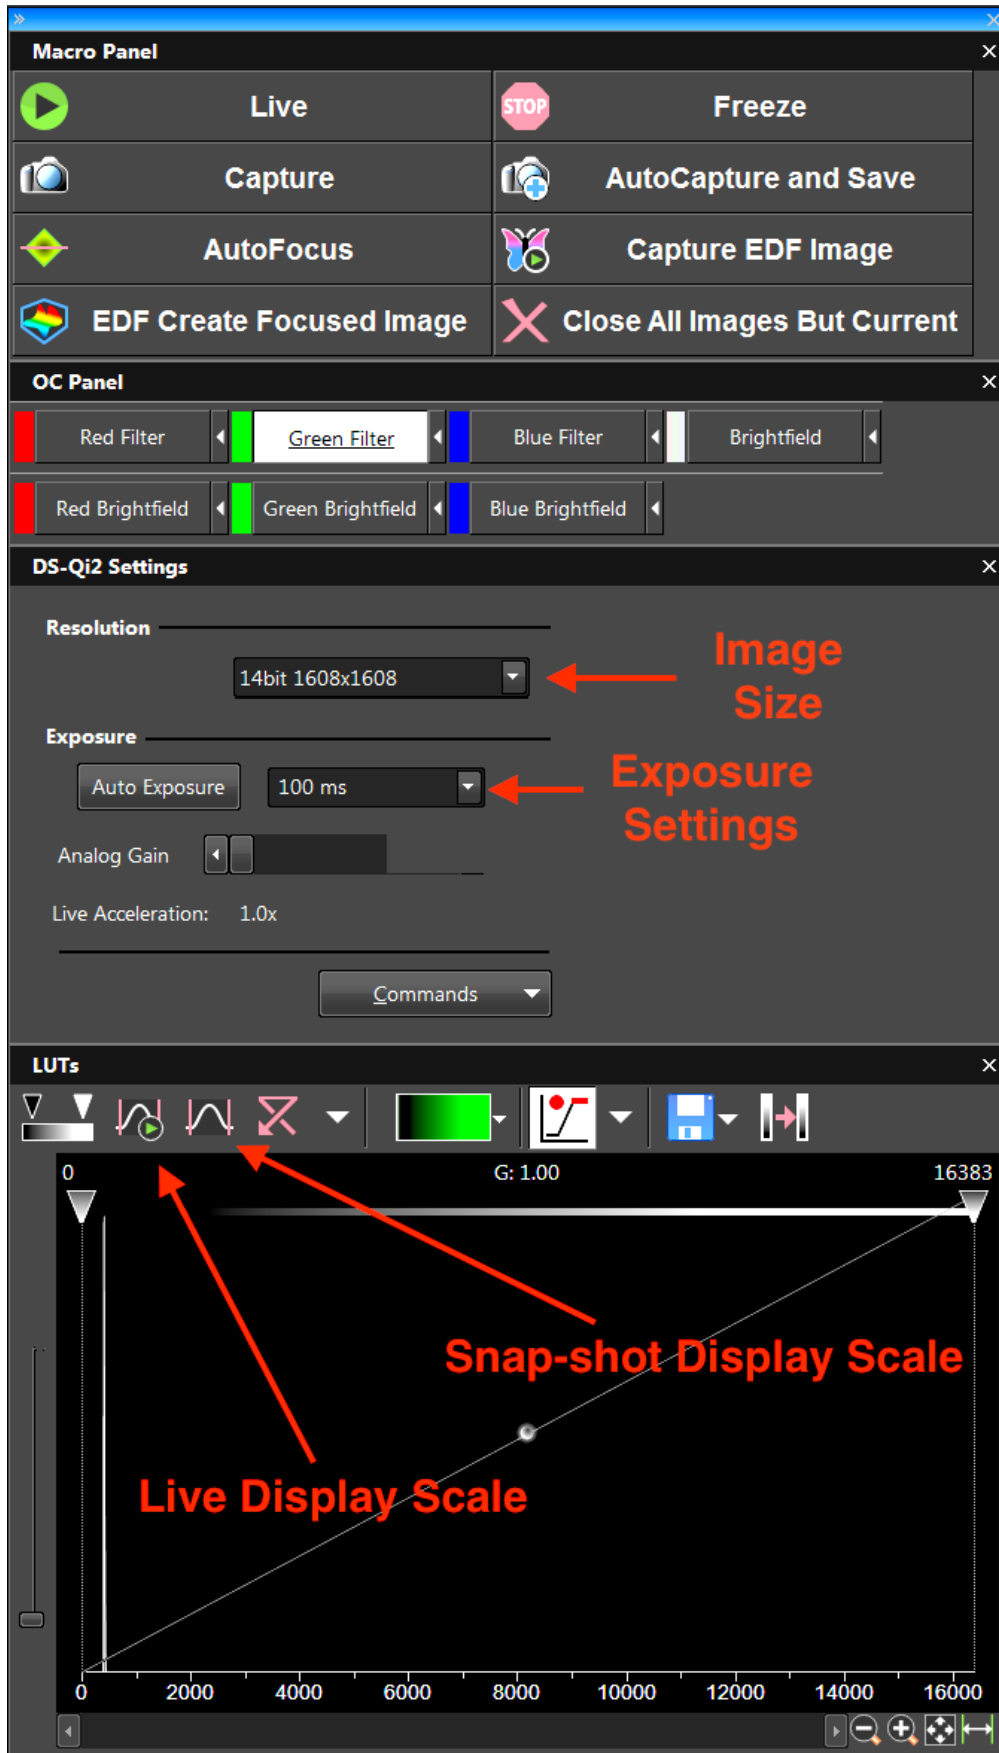 Macro Panel
Live
STOP
Freeze
Capture
AutoCapture and Save
AutoFocus
Capture EDF Image
EDF Create Focused Image
Close All Images But Current
OC Panel
Red Filter
Green Filter
Blue Filter
Brightfield
Red Brightfield
Green Brightfield
Blue Brightfield
DS-Qi2 Settings
Resolution
14bit 1608x1608
Image
Size
Exposure
Auto Exposure
100 ms
Exposure
Settings
Analog Gain
Live Acceleration: 1.0x
Commands
LUTs
0 G: 1.00 16383
Snap-shot Display Scale
Live Display Scale
0 2000 4000 6000 8000 10000 12000 14000 16000